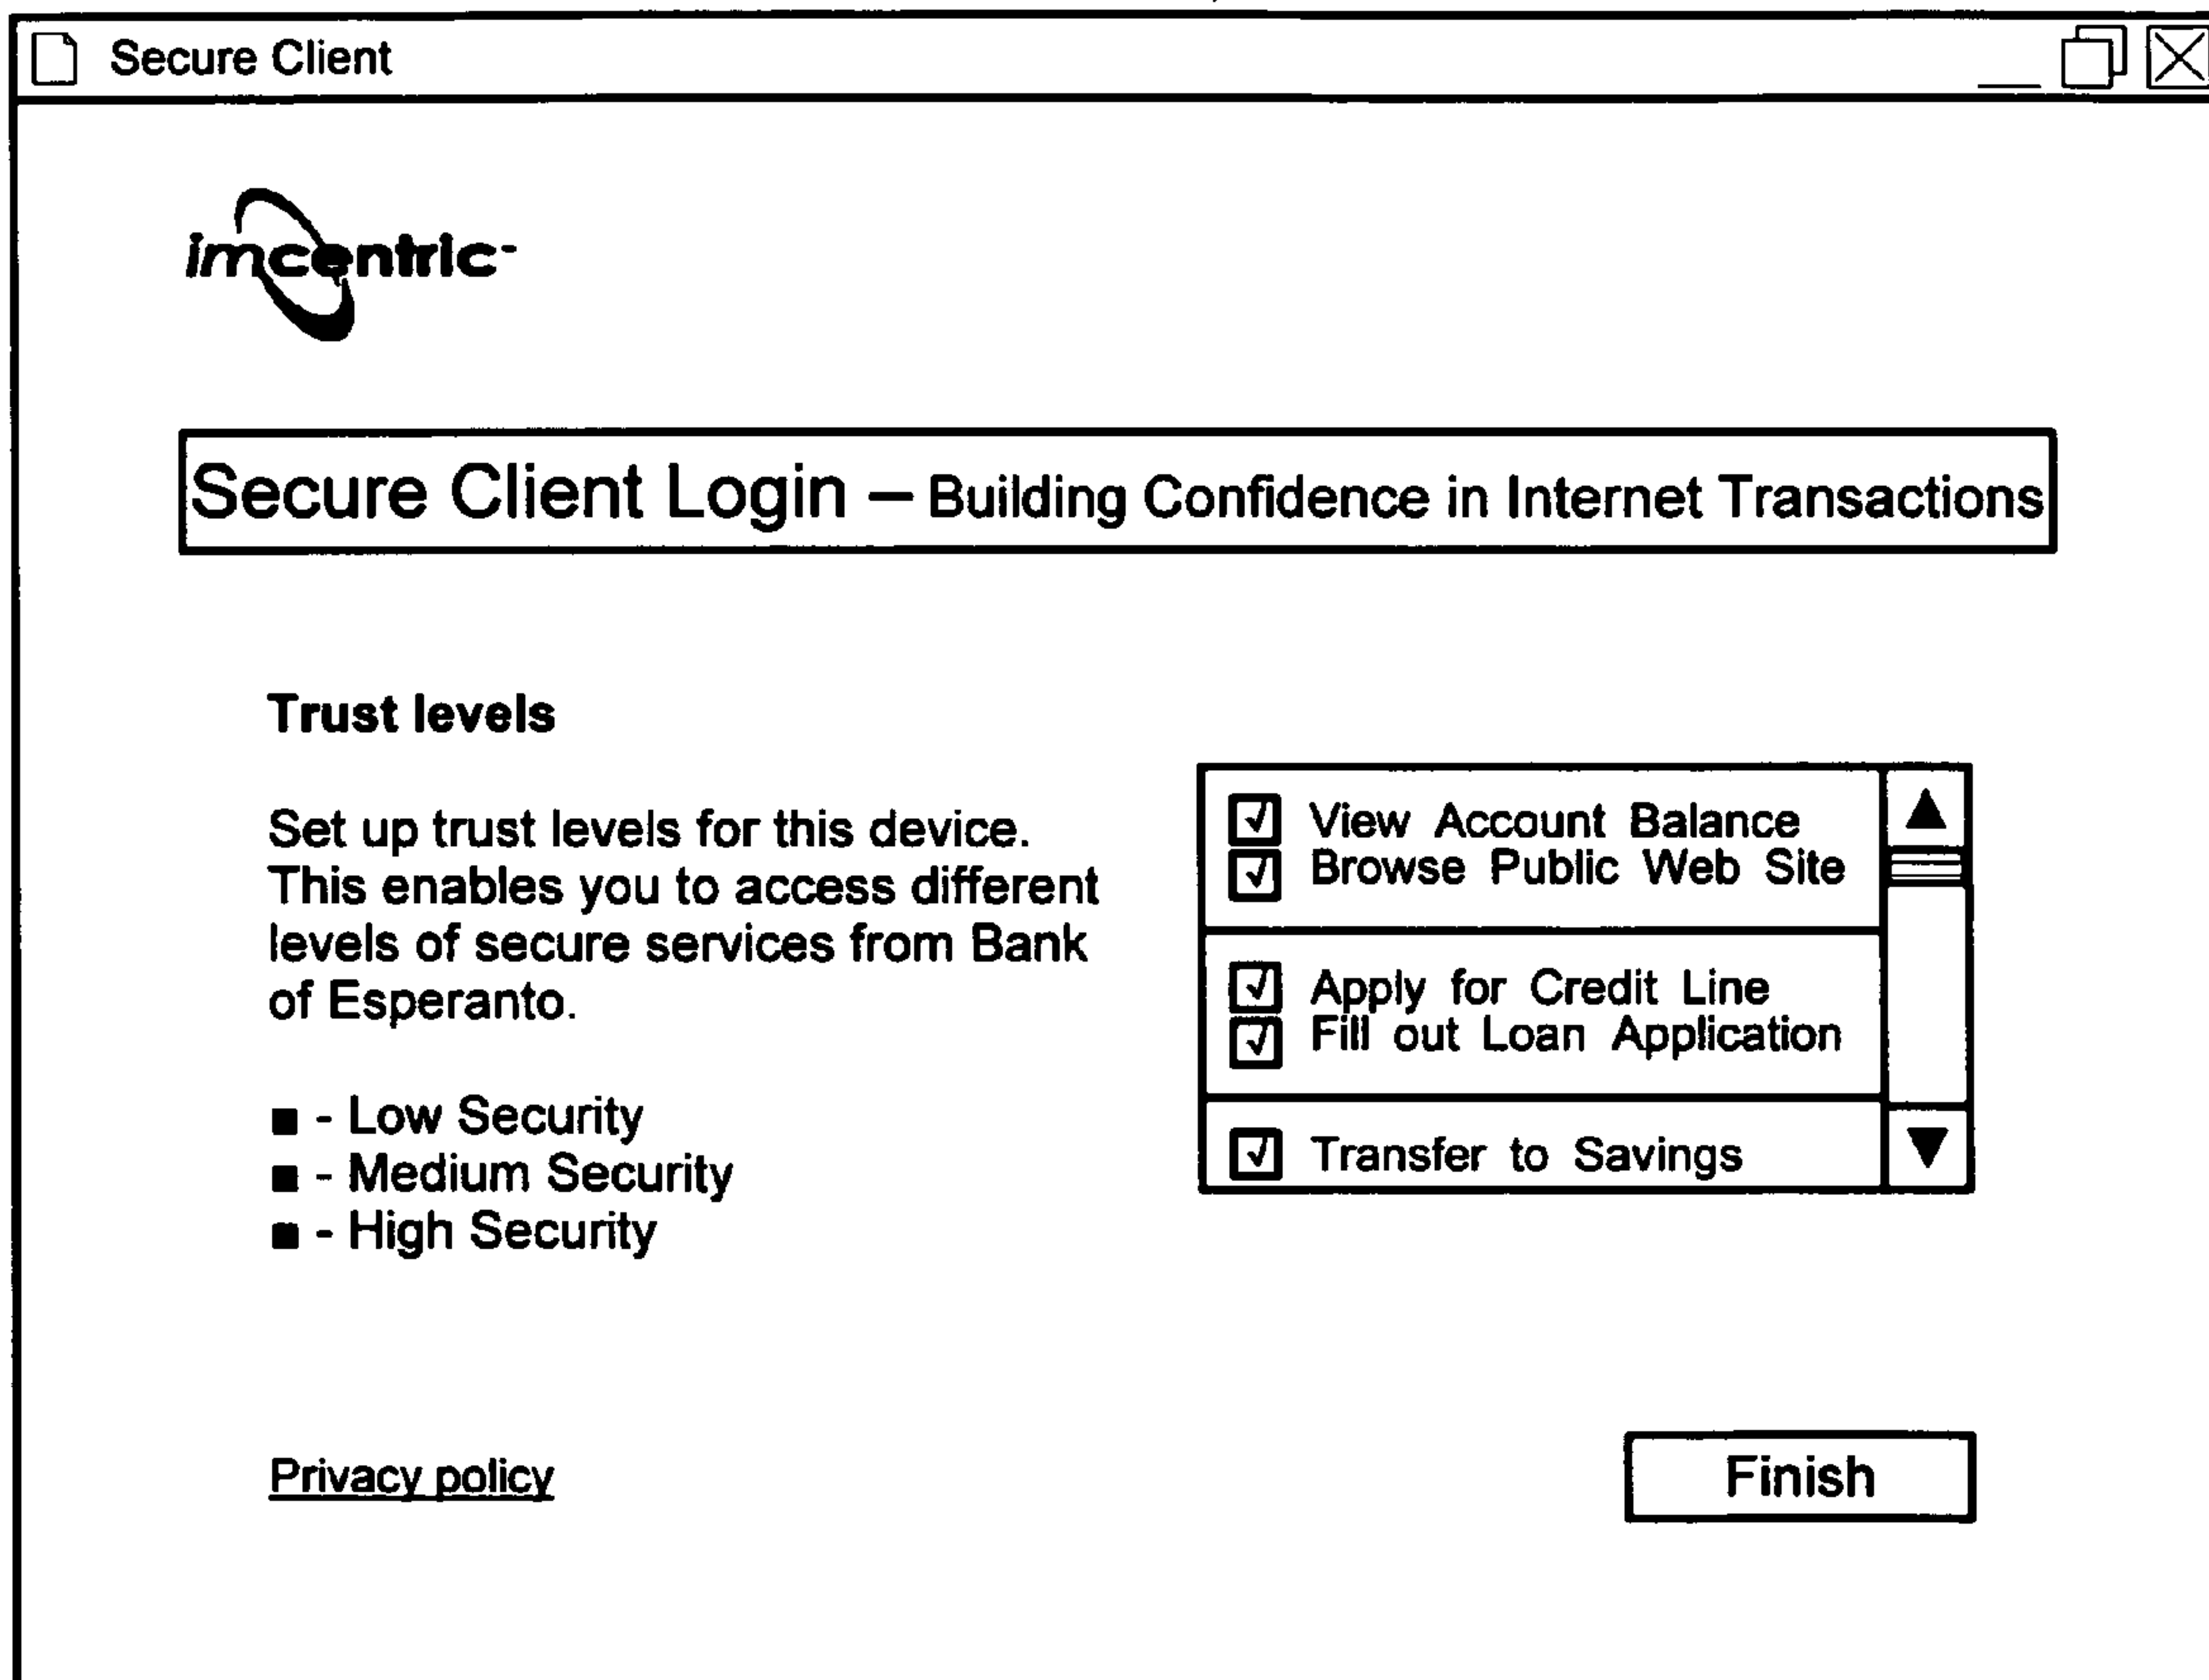 Secure Client
imcentric
Secure Client Login – Building Confidence in Internet Transactions
Trust levels
Set up trust levels for this device.
This enables you to access different
levels of secure services from Bank
of Esperanto.
■ - Low Security
■ - Medium Security
■ - High Security
View Account Balance
Browse Public Web Site
Apply for Credit Line
Fill out Loan Application
Transfer to Savings
Privacy policy
Finish